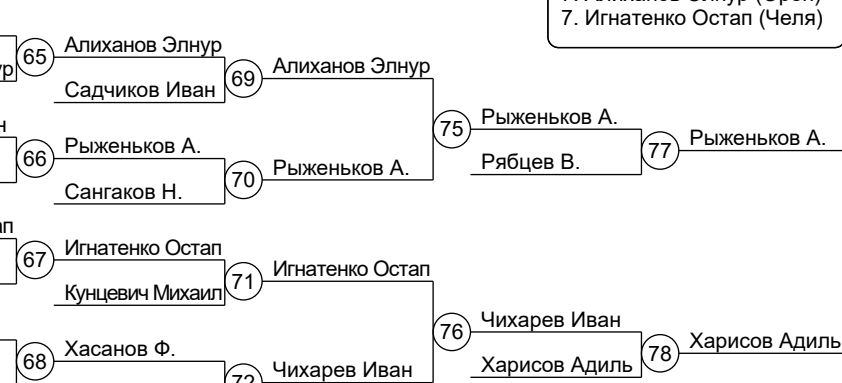 7. Игнатенко Остап (Челя)
65
Алиханов Элнур
Садчиков Иван
69
Алиханов Элнур
66
Рыженьков А.
Сангаков Н.
70
Рыженьков А.
75
Рыженьков А.
Рябцев В.
77
Рыженьков А.
67
Игнатенко Остап
Кунцевич Михаил
71
Игнатенко Остап
68
Хасанов Ф.
72
Чихарев Иван
76
Чихарев Иван
Харисов Адиль
78
Харисов Адиль